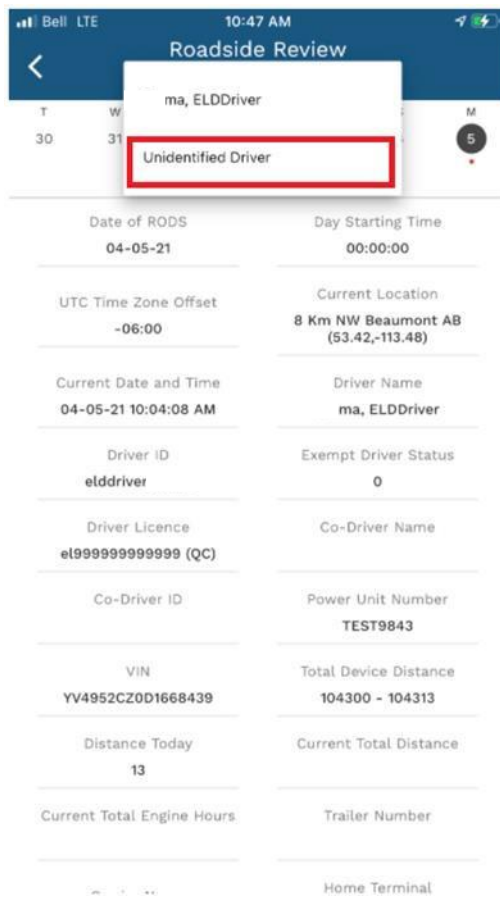 Bell LTE 10:47 AM
Roadside Review
ma, ELDDriver
Unidentified Driver
T W M
30 31 5
Date of RODS Day Starting Time
04-05-21 00:00:00
UTC Time Zone Offset Current Location
-06:00 8 Km NW Beaumont AB
(53.42,-113.48)
Current Date and Time Driver Name
04-05-21 10:04:08 AM ma, ELDDriver
Driver ID Exempt Driver Status
elddriver 0
Driver Licence Co-Driver Name
el999999999999 (QC)
Co-Driver ID Power Unit Number
TEST9843
VIN Total Device Distance
YV4952CZ0D1668439 104300 - 104313
Distance Today Current Total Distance
13
Current Total Engine Hours Trailer Number
Home Terminal